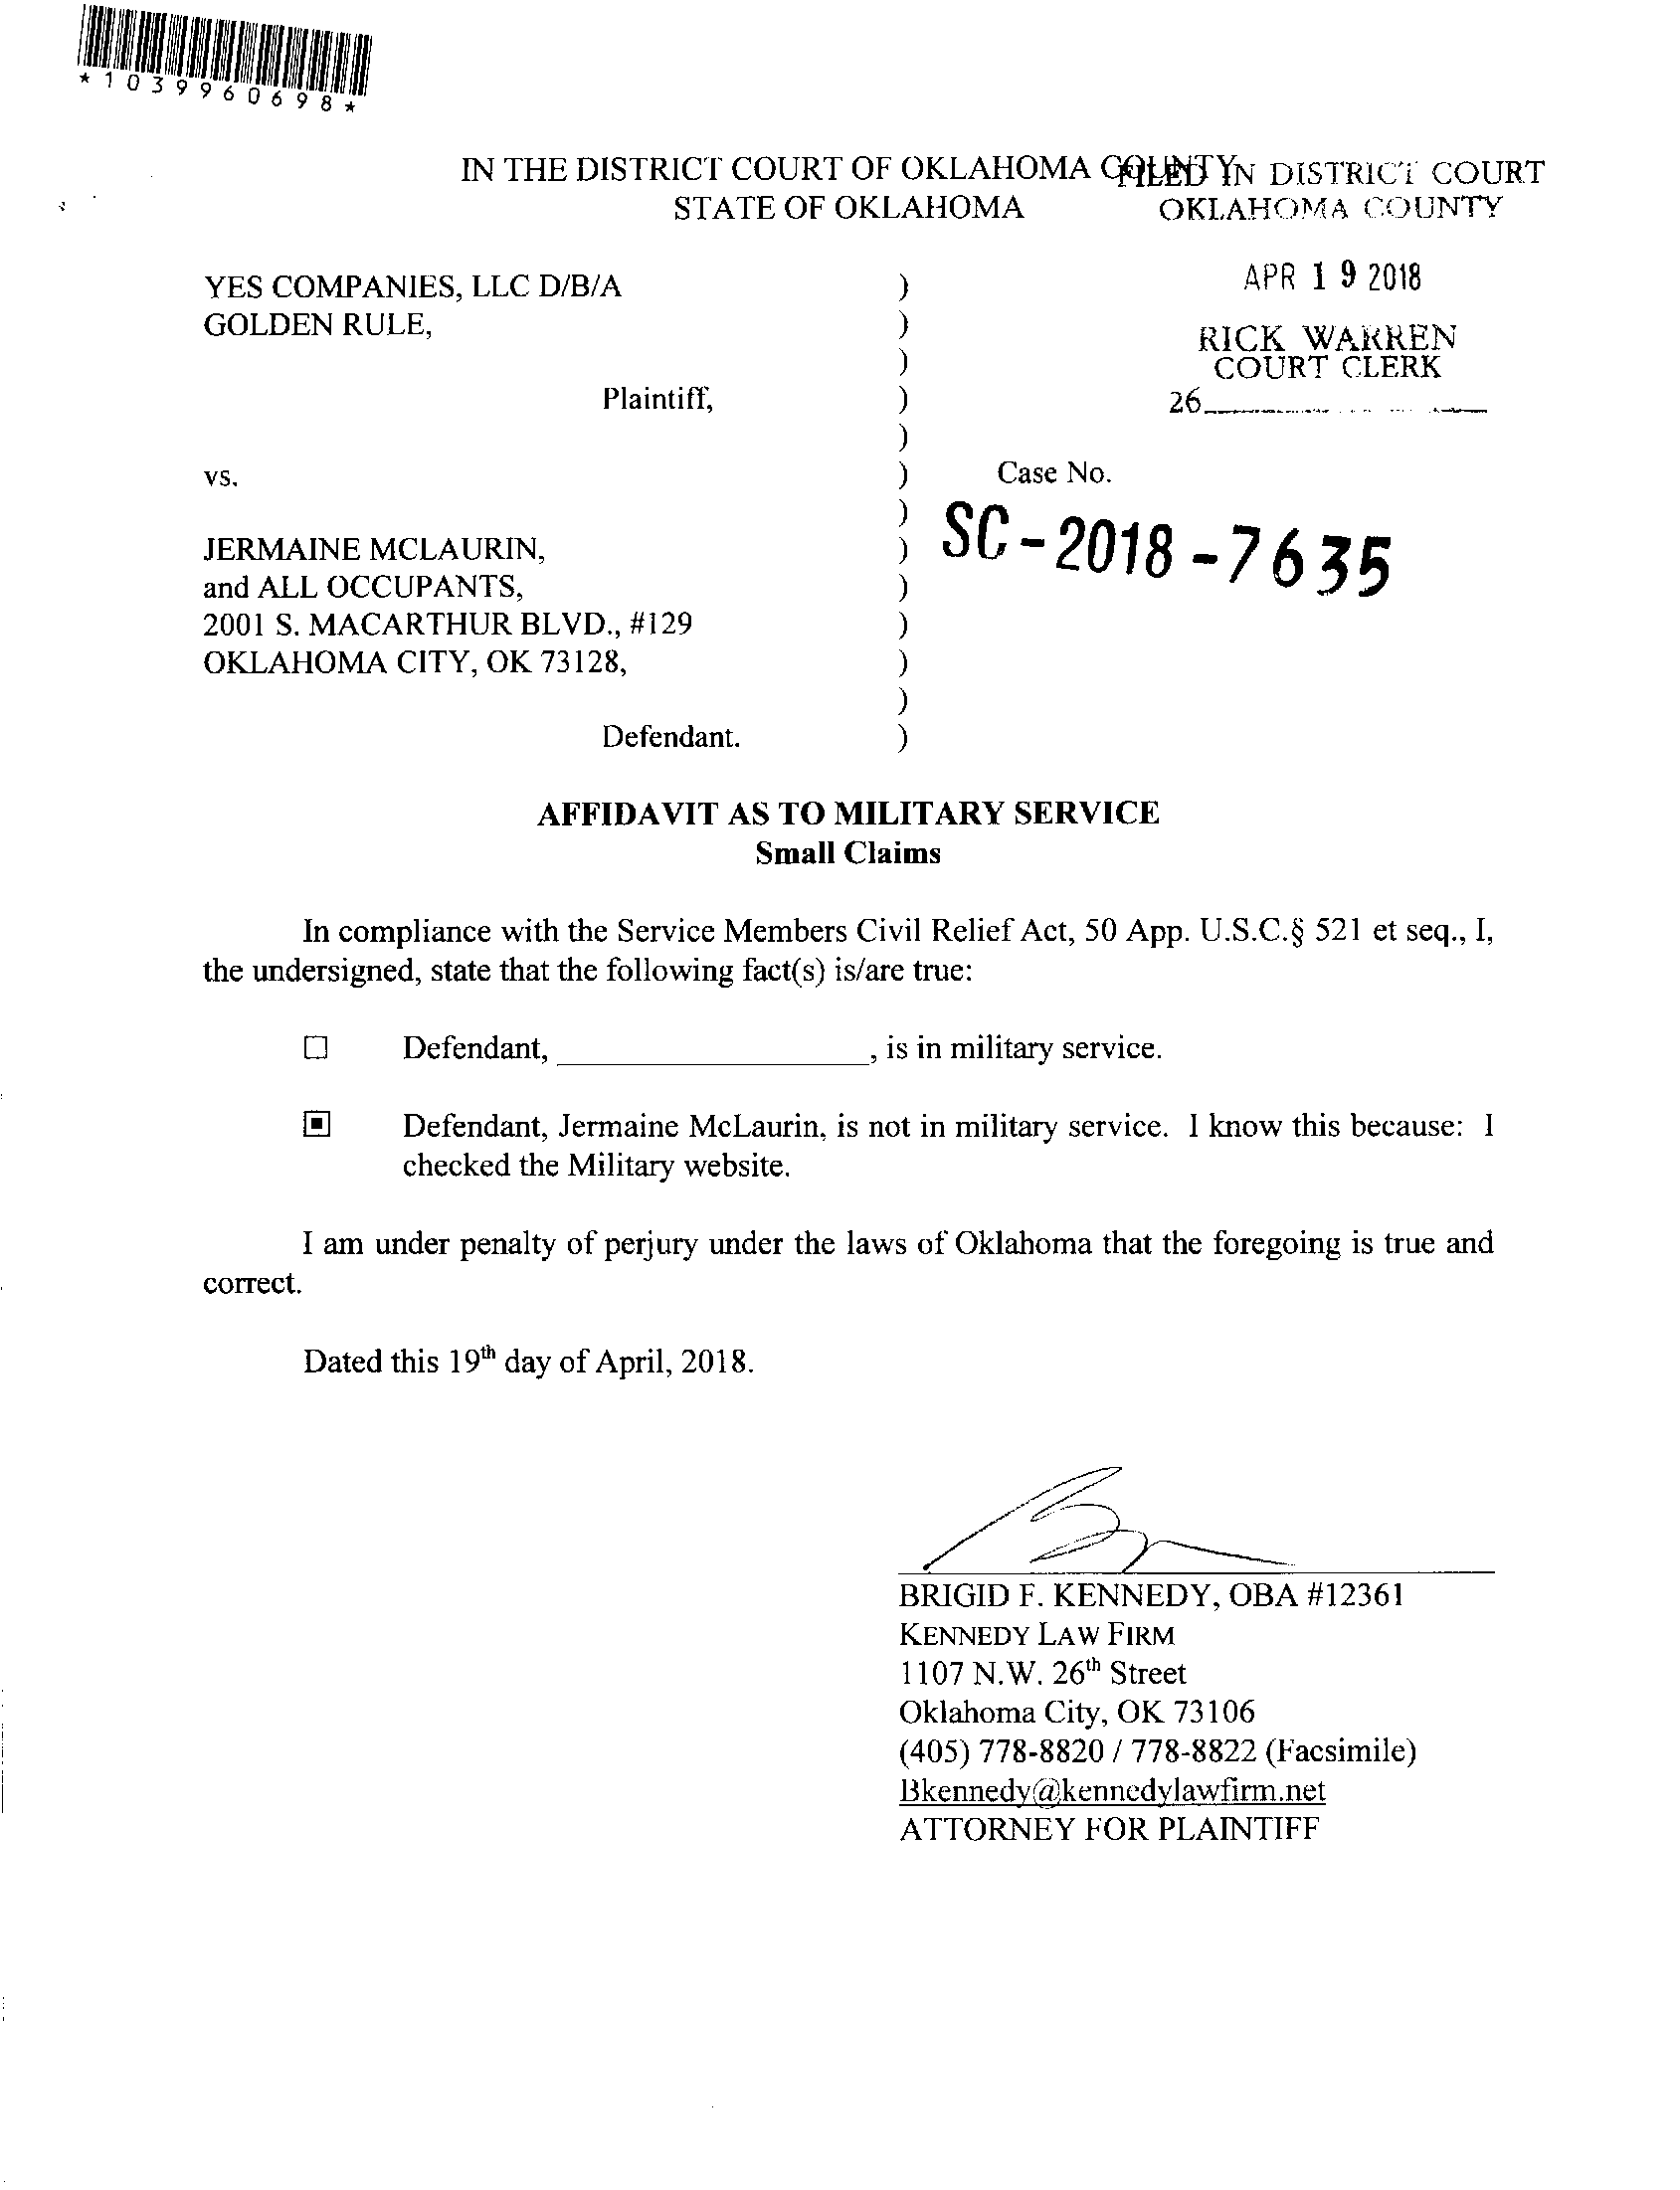 *1039960698*
IN THE DISTRICT COURT OF OKLAHOMA COUNTY
STATE OF OKLAHOMA
FILED IN DISTRICT COURT
OKLAHOMA COUNTY
APR 19 2018
RICK WARREN
COURT CLERK
26
YES COMPANIES, LLC D/B/A )
GOLDEN RULE, )
)
Plaintiff, )
)
vs. ) Case No.
)
SC-2018-7635
JERMAINE MCLAURIN, )
and ALL OCCUPANTS, )
2001 S. MACARTHUR BLVD., #129 )
OKLAHOMA CITY, OK 73128, )
)
Defendant. )
AFFIDAVIT AS TO MILITARY SERVICE
Small Claims
In compliance with the Service Members Civil Relief Act, 50 App. U.S.C.§ 521 et seq., I,
the undersigned, state that the following fact(s) is/are true:
☐ Defendant, ____________________, is in military service.
▣ Defendant, Jermaine McLaurin, is not in military service. I know this because: I
checked the Military website.
I am under penalty of perjury under the laws of Oklahoma that the foregoing is true and
correct.
Dated this 19th day of April, 2018.
BRIGID F. KENNEDY, OBA #12361
KENNEDY LAW FIRM
1107 N.W. 26th Street
Oklahoma City, OK 73106
(405) 778-8820 / 778-8822 (Facsimile)
Bkennedy@kennedylawfirm.net
ATTORNEY FOR PLAINTIFF